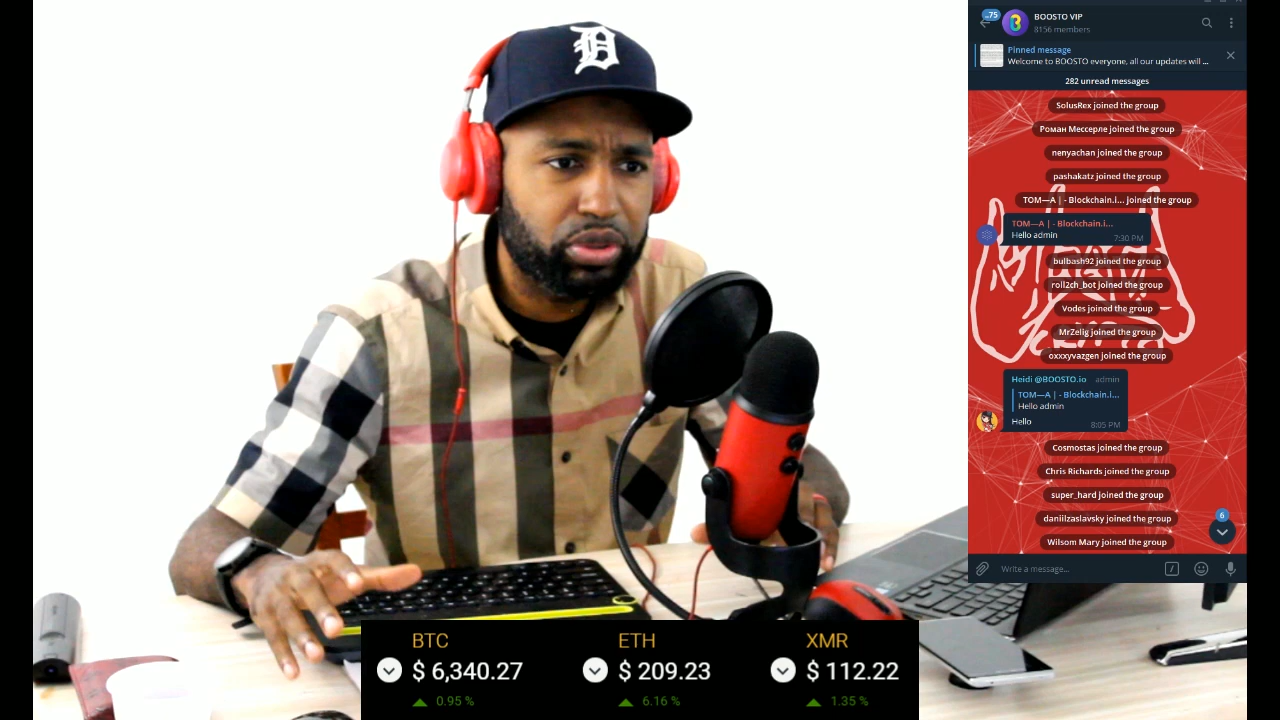 D
..75
BOOSTO VIP
8156 members
Pinned message
Welcome to BOOSTO everyone, all our updates will ...
282 unread messages
SolusRex joined the group
Роман Мессерле joined the group
nenyachan joined the group
pashakatz joined the group
TOM—A | - Blockchain.i... joined the group
TOM—A | - Blockchain.i...
Hello admin
7:30 PM
bulbash92 joined the group
roll2ch_bot joined the group
Vodes joined the group
MrZelig joined the group
oxxxyvazgen joined the group
Heidi @BOOSTO.io admin
TOM—A | - Blockchain.i...
Hello admin
Hello
8:05 PM
Cosmostas joined the group
Chris Richards joined the group
super_hard joined the group
daniilzaslavsky joined the group
6
Wilsom Mary joined the group
Write a message...
BTC ETH XMR
$ 6,340.27 $ 209.23 $ 112.22
0.95 % 6.16 % 1.35 %